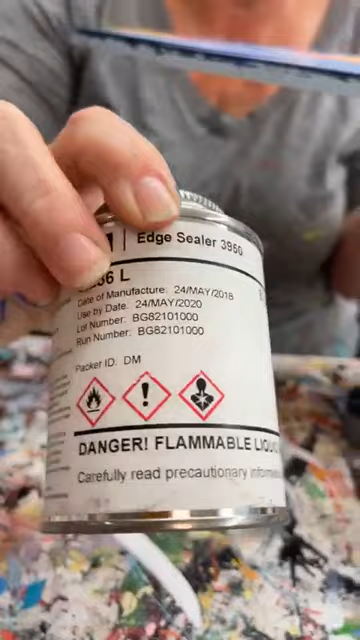 Edge Sealer 3950
36 L
Date of Manufacture: 24/MAY/2018
Use by Date: 24/MAY/2020
Lot Number: BG82101000
Run Number: BG82101000
Packer ID: DM
DANGER! FLAMMABLE
Carefully read precautionary